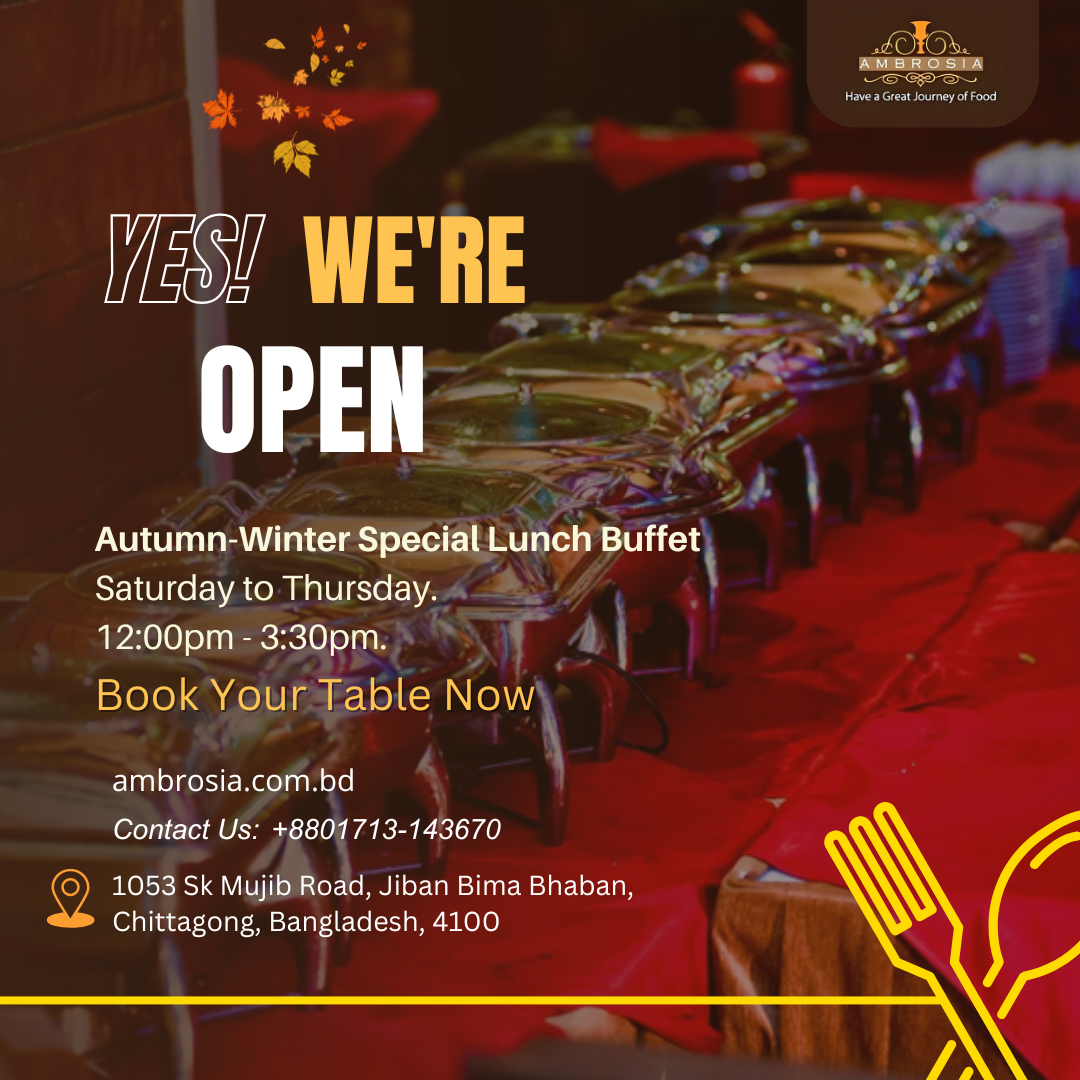 AMBROSIA
Have a Great Journey of Food
YES! WE'RE
OPEN
Autumn-Winter Special Lunch Buffet
Saturday to Thursday.
12:00pm - 3:30pm.
Book Your Table Now
ambrosia.com.bd
Contact Us: +8801713-143670
1053 Sk Mujib Road, Jiban Bima Bhaban,
Chittagong, Bangladesh, 4100